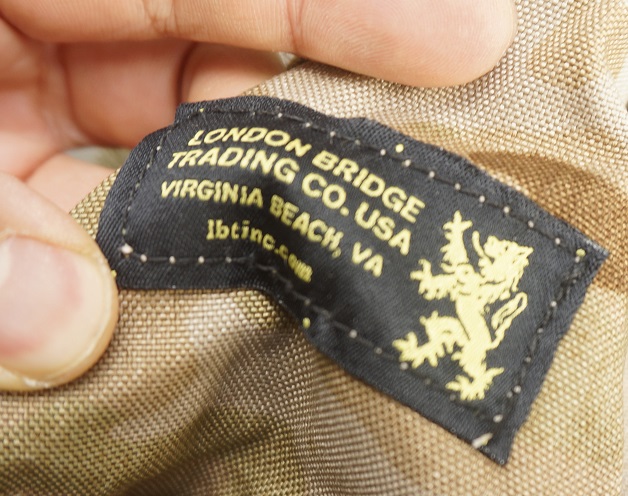 LONDON BRIDGE
TRADING CO. USA
VIRGINIA BEACH, VA
lbtinc.com